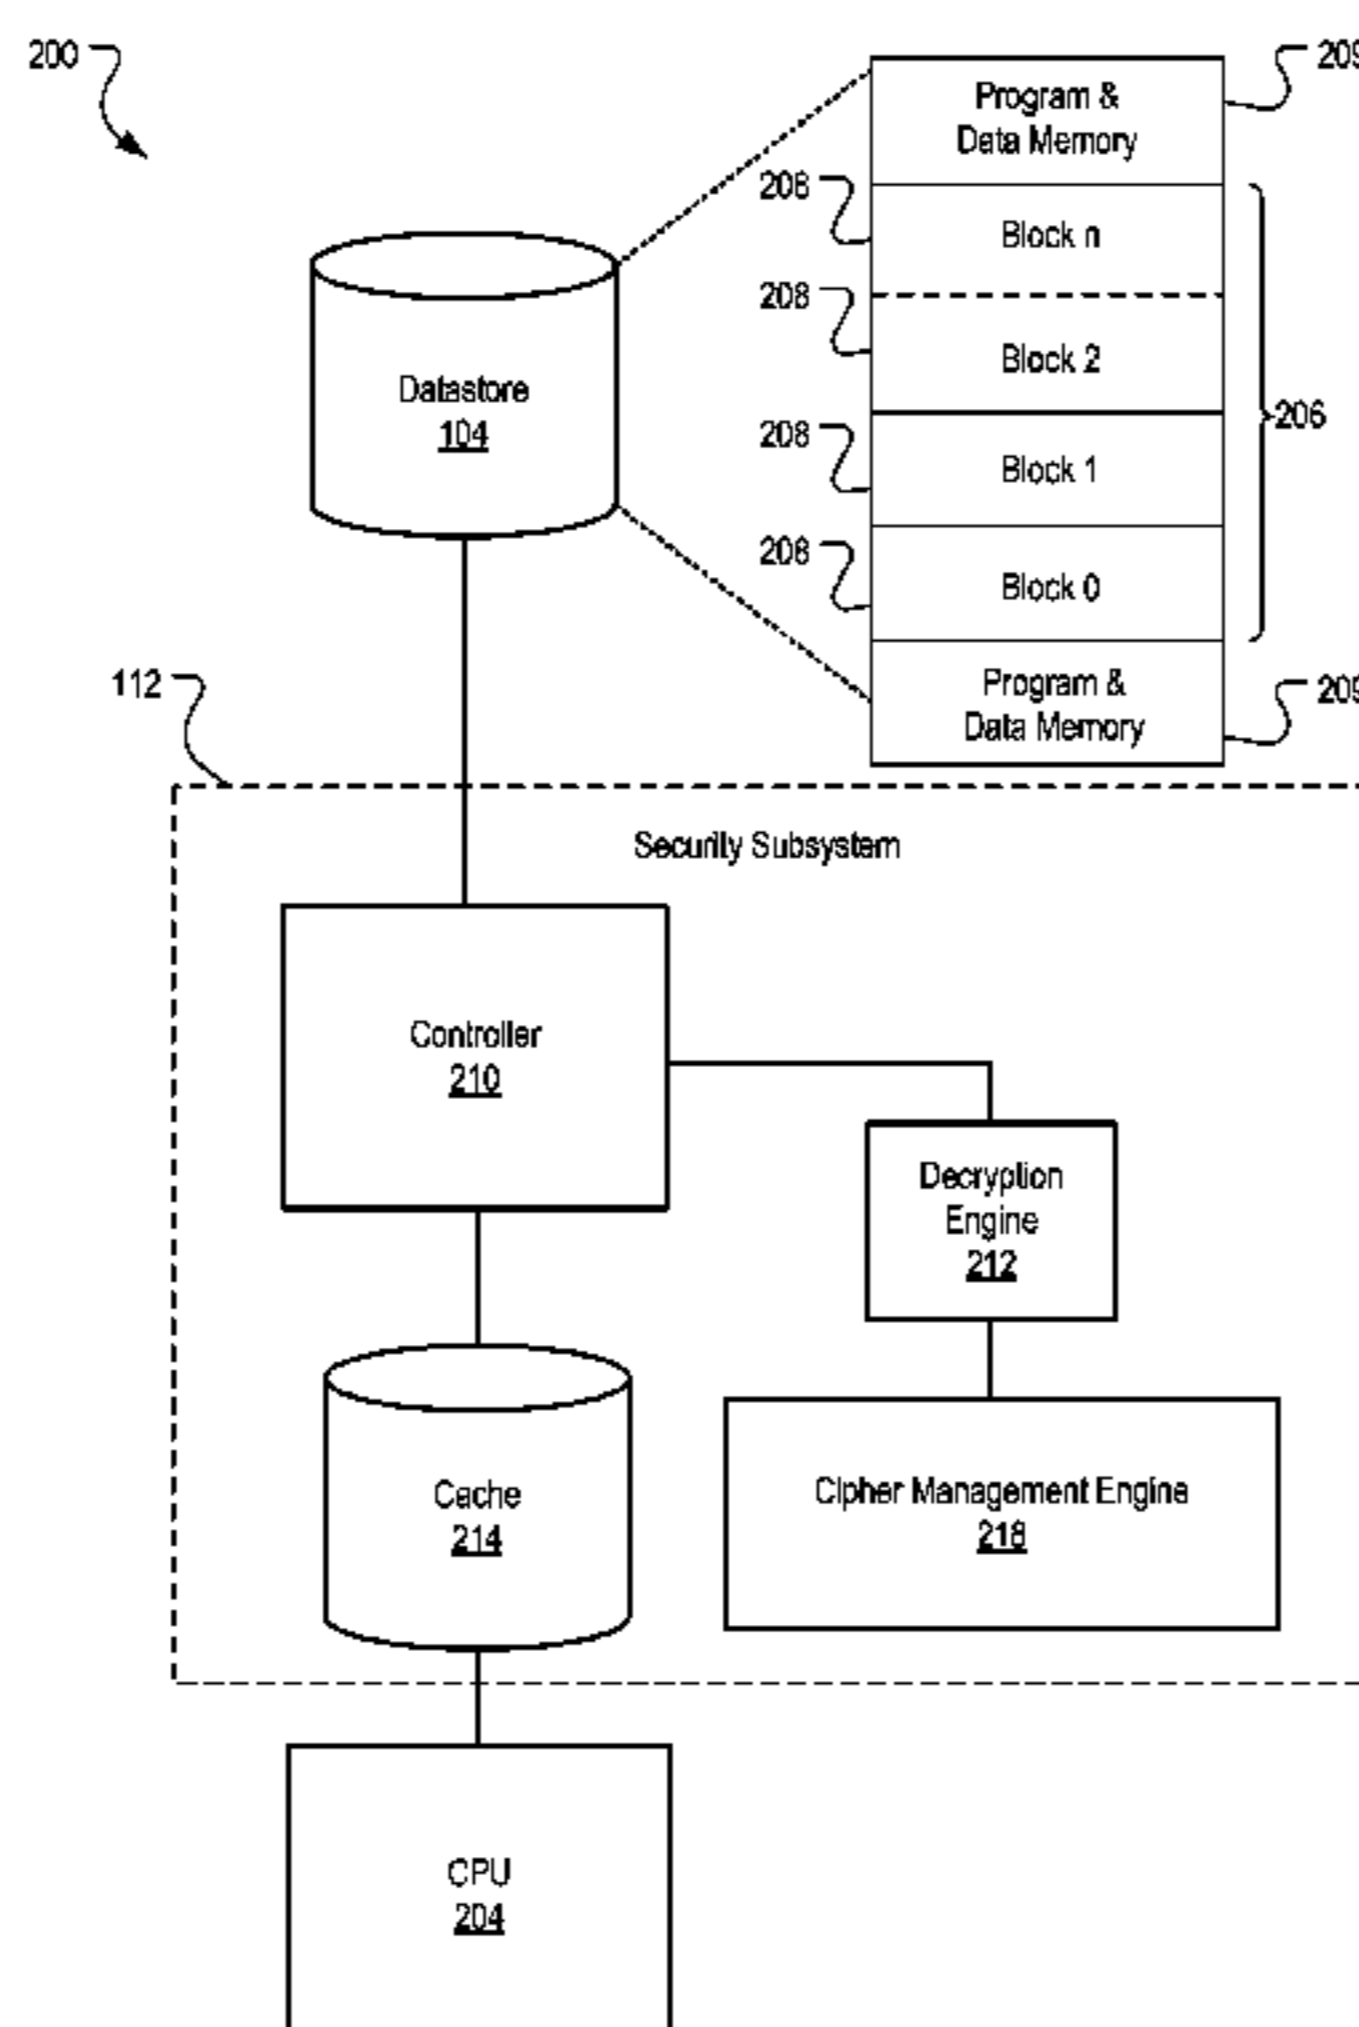 200
209
Program &
Data Memory
208
Block n
208
Block 2
206
208
Block 1
208
Block 0
Datastore
104
Program &
Data Memory
209
112
Security Subsystem
Controller
210
Decryption
Engine
212
Cache
214
Cipher Management Engine
218
CPU
204